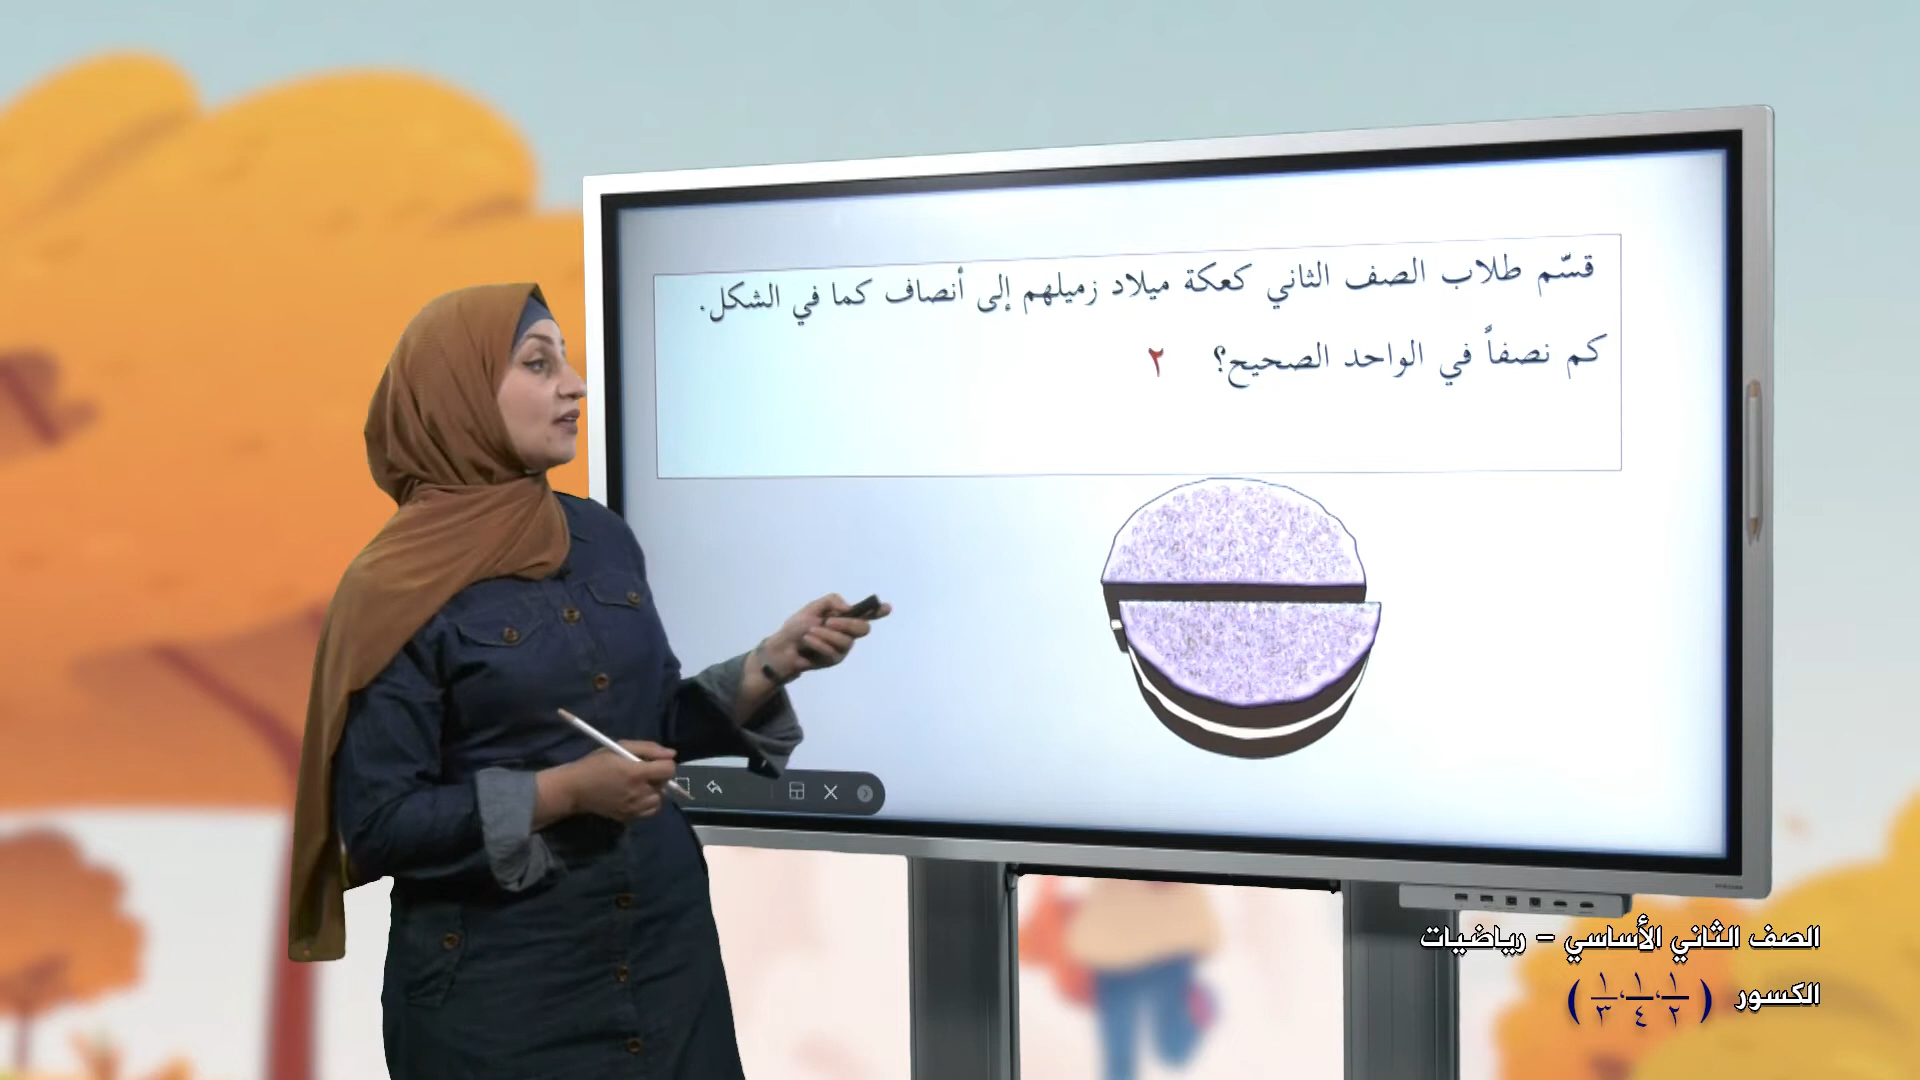 قسّم طلاب الصف الثاني كعكة ميلاد زميلهم إلى أنصاف كما في الشكل.
كم نصفاً في الواحد الصحيح؟ ٢
الصف الثاني الأساسي - رياضيات
الكسور ( ١/٢ ، ١/٤ ، ١/٣ )